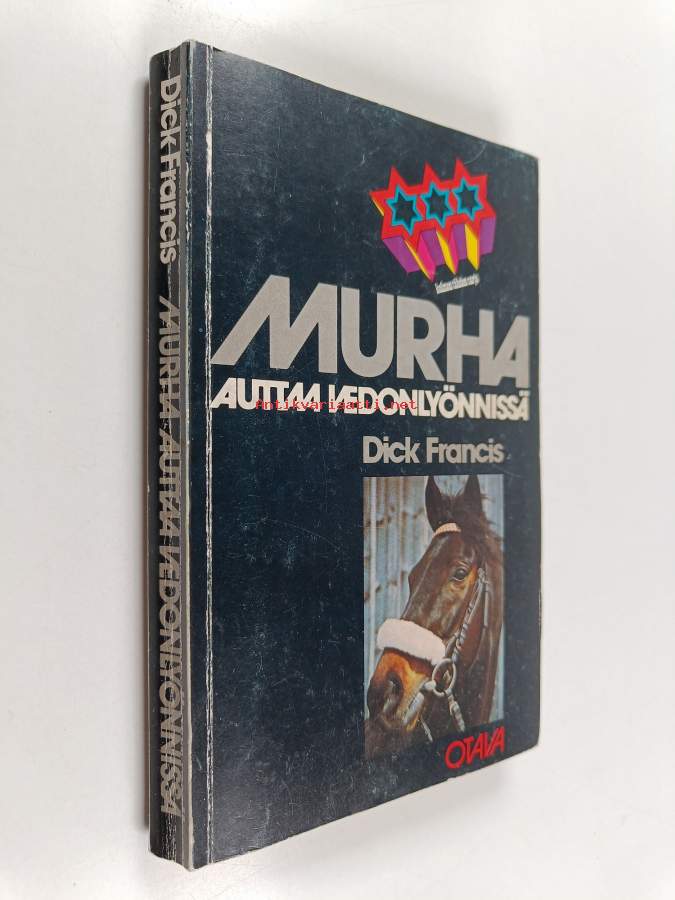 Dick Francis MURHA AUTTAA VEDONLYÖNNISSÄ
MURHA
AUTTAA VEDONLYÖNNISSÄ
Antikvariaatti.net
Dick Francis
OTAVA